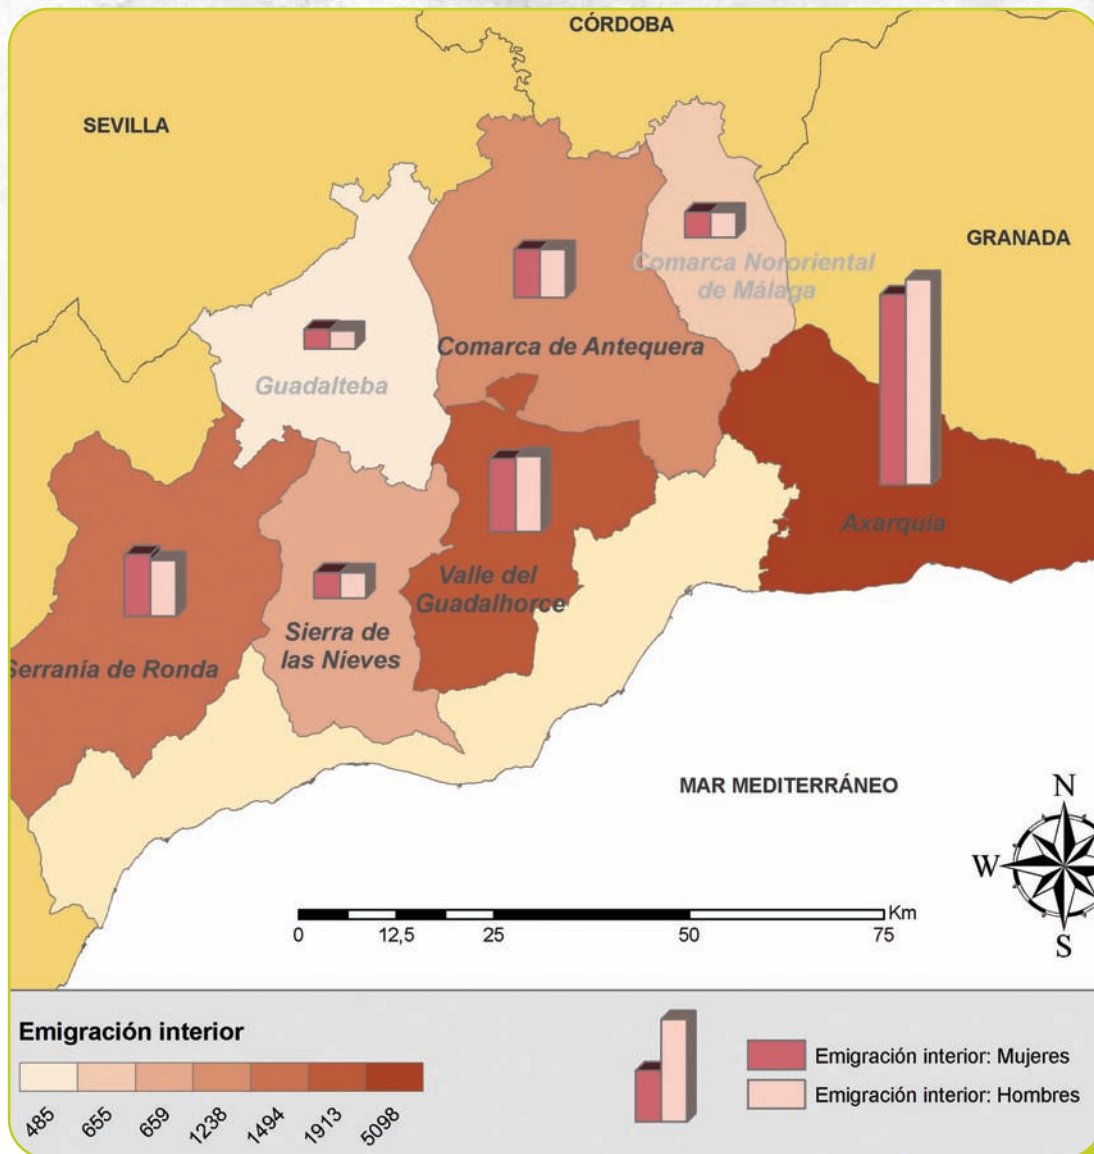 CÓRDOBA
SEVILLA
GRANADA
Comarca Nororiental
de Málaga
Comarca de Antequera
Guadalteba
Axarquía
Valle del
Guadalhorce
Sierra de
las Nieves
Serranía de Ronda
MAR MEDITERRÁNEO
N
W
S
Km
0 12,5 25 50 75
Emigración interior
485 655 659 1238 1494 1913 5098
Emigración interior: Mujeres
Emigración interior: Hombres